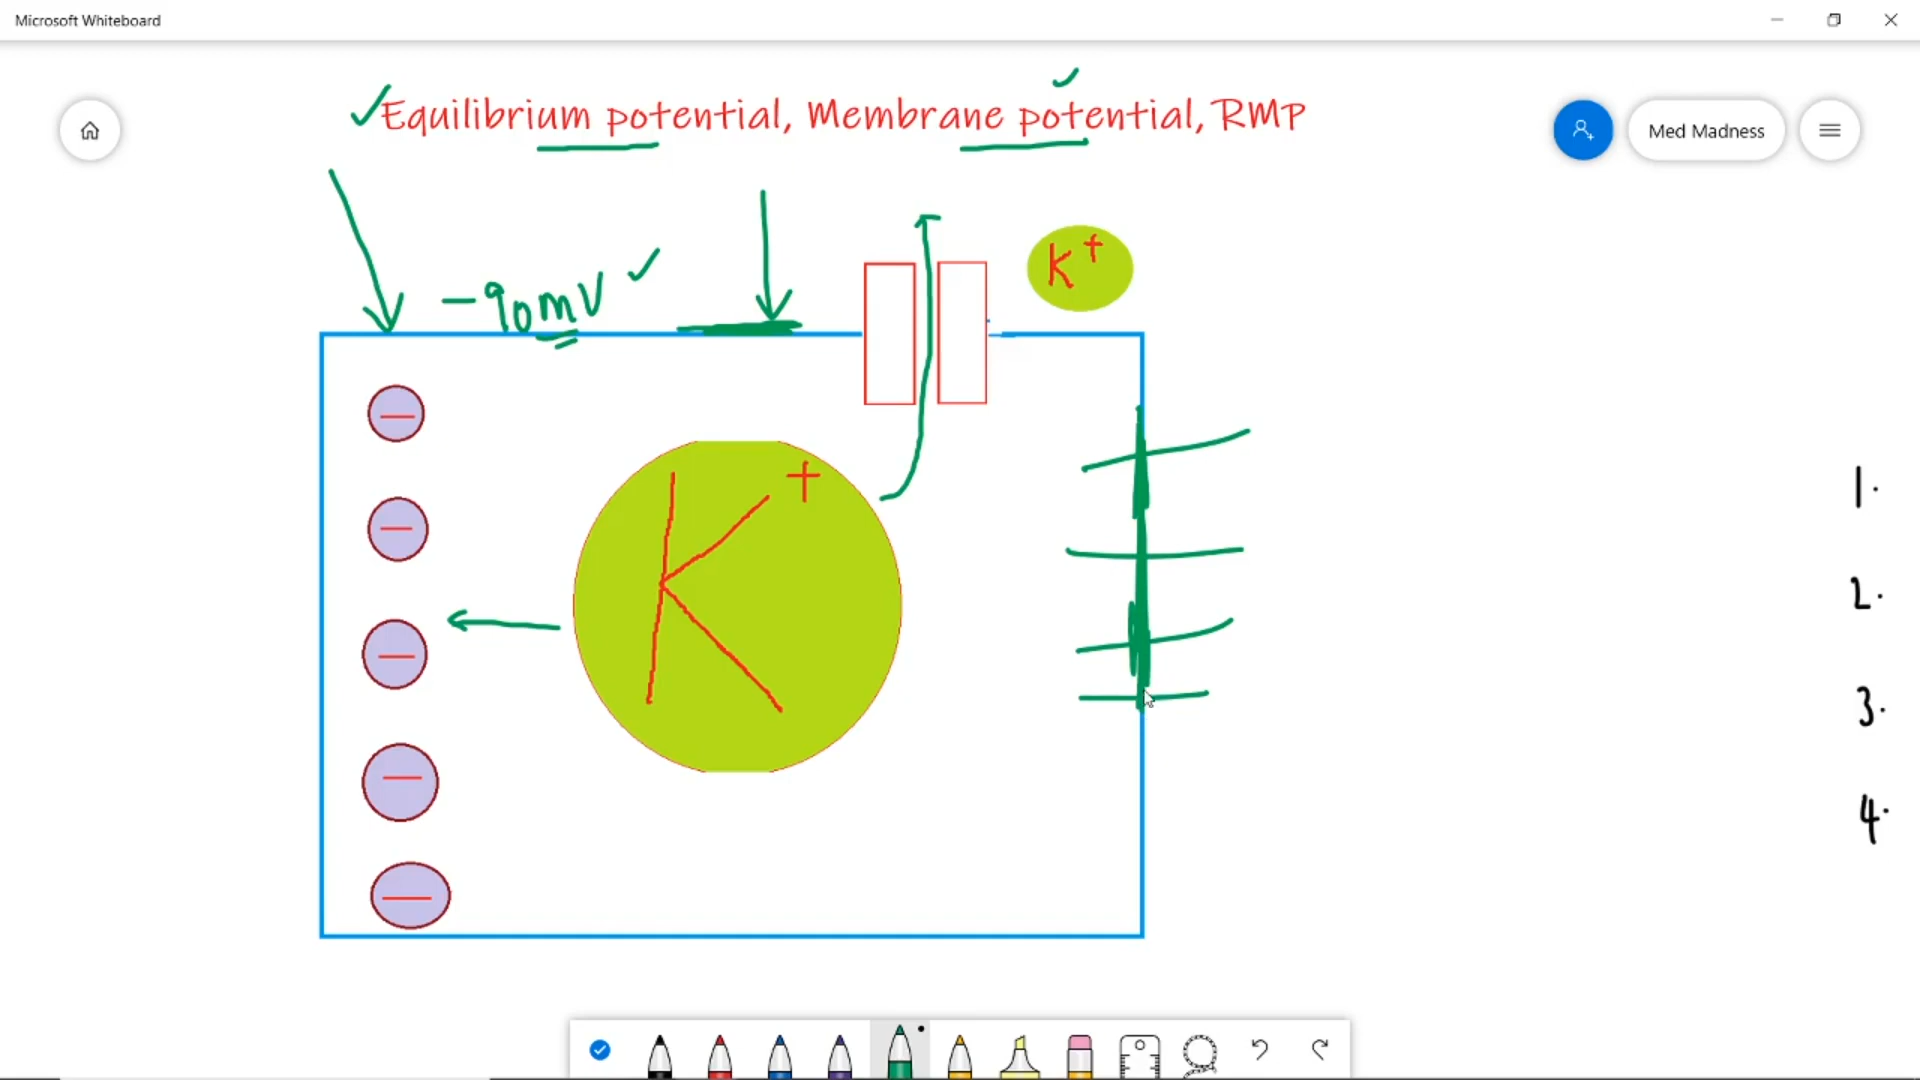 Microsoft Whiteboard
Equilibrium potential, Membrane potential, RMP
Med Madness
K+
-90mV
K+
1.
2.
3.
4.